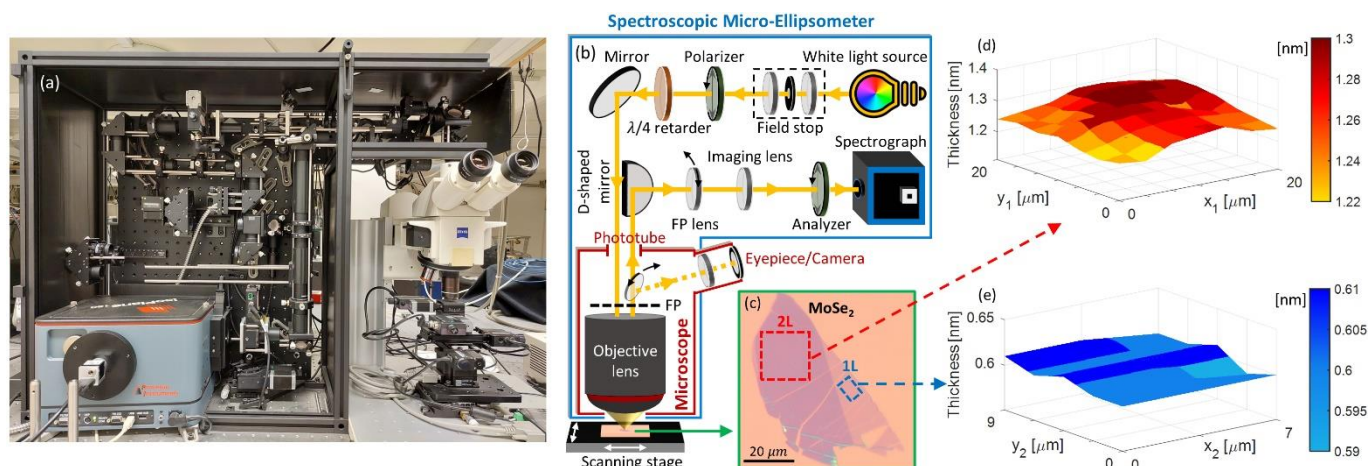 Spectroscopic Micro-Ellipsometer
(a)
ZEISS
(b)
Mirror
Polarizer
White light source
λ/4 retarder
Field stop
D-shaped
mirror
Imaging lens
Spectrograph
FP lens
Analyzer
Phototube
Eyepiece/Camera
FP
Objective
lens
Microscope
Scanning stage
(c)
MoSe2
2L
1L
20 μm
(d)
[nm]
1.4
1.3
1.2
Thickness [nm]
20
y1 [μm]
0
0
x1 [μm]
20
1.3
1.28
1.26
1.24
1.22
(e)
[nm]
0.65
0.6
Thickness [nm]
9
y2 [μm]
0
0
x2 [μm]
7
0.61
0.605
0.6
0.595
0.59